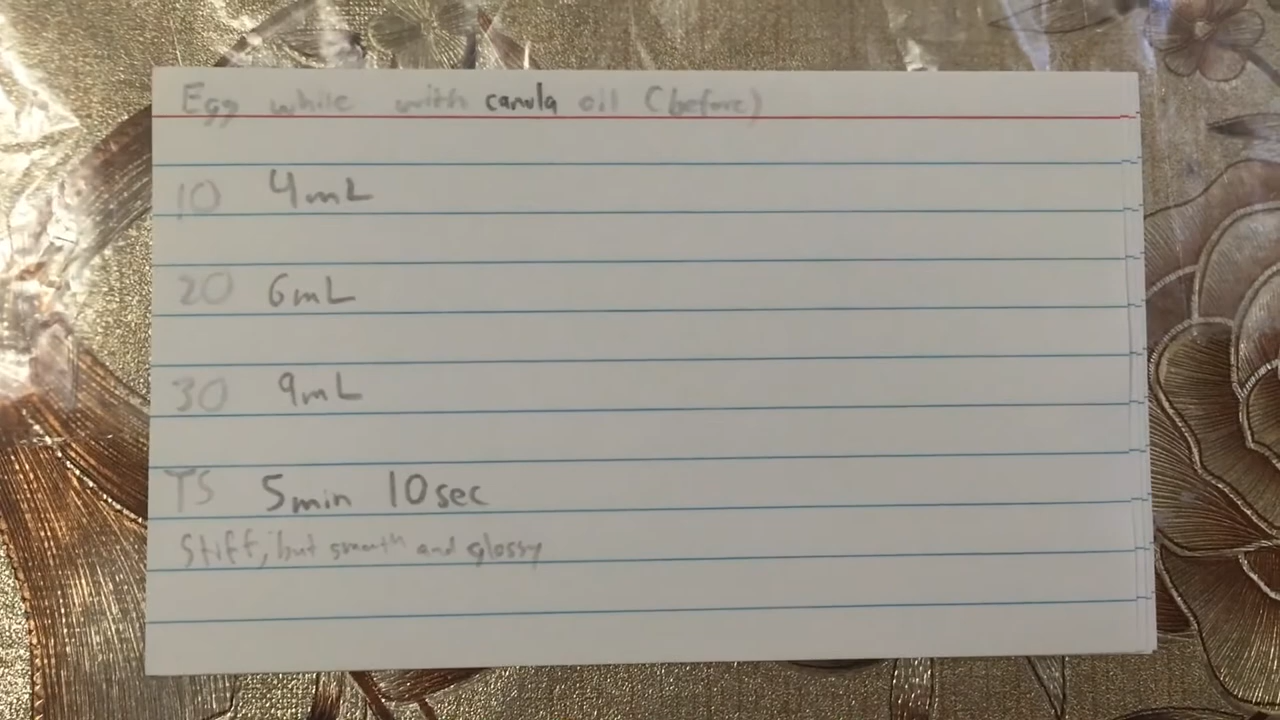 Egg white with canula oil (before)
10 4mL
20 6mL
30 9mL
TS 5min 10sec
Stiff, but smooth and glossy